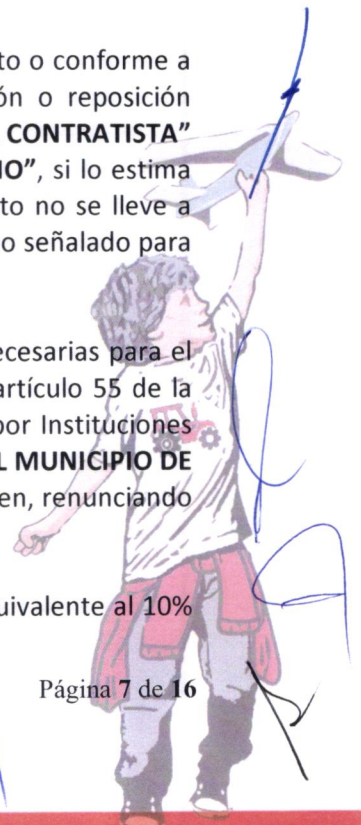 to o conforme a
ón o reposición
CONTRATISTA”
IO”, si lo estima
to no se lleve a
o señalado para
ecesarias para el
artículo 55 de la
por Instituciones
L MUNICIPIO DE
en, renunciando
quivalente al 10%
Página 7 de 16